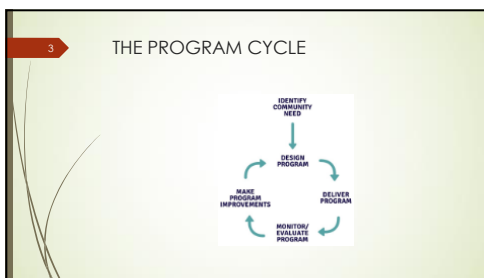 3
THE PROGRAM CYCLE
IDENTIFY
COMMUNITY
NEED
DESIGN
PROGRAM
DELIVER
PROGRAM
MONITOR/
EVALUATE
PROGRAM
MAKE
PROGRAM
IMPROVEMENTS